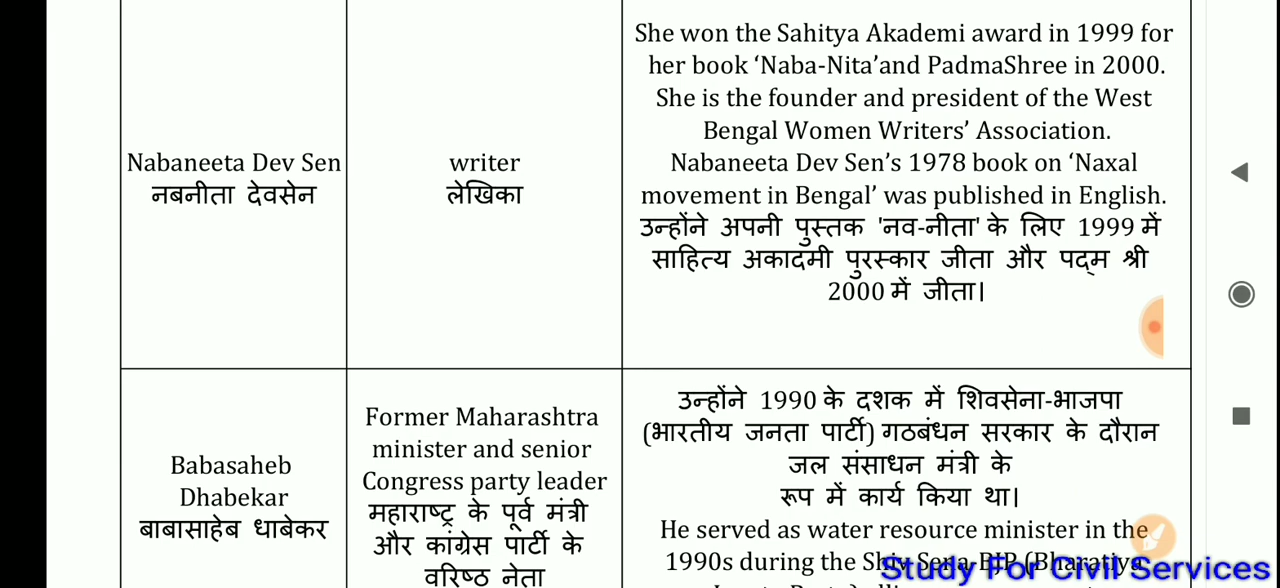 Nabaneeta Dev Sen
नबनीता देवसेन
writer
लेखिका
She won the Sahitya Akademi award in 1999 for
her book ‘Naba-Nita’and PadmaShree in 2000.
She is the founder and president of the West
Bengal Women Writers’ Association.
Nabaneeta Dev Sen’s 1978 book on ‘Naxal
movement in Bengal’ was published in English.
उन्होंने अपनी पुस्तक 'नव-नीता' के लिए 1999 में
साहित्य अकादमी पुरस्कार जीता और पद्म श्री
2000 में जीता।
Babasaheb
Dhabekar
बाबासाहेब धाबेकर
Former Maharashtra
minister and senior
Congress party leader
महाराष्ट्र के पूर्व मंत्री
और कांग्रेस पार्टी के
वरिष्ठ नेता
उन्होंने 1990 के दशक में शिवसेना-भाजपा
(भारतीय जनता पार्टी) गठबंधन सरकार के दौरान
जल संसाधन मंत्री के
रूप में कार्य किया था।
He served as water resource minister in the
1990s during the Shiv Sena-BJP (Bharatiya
Study For Civil Services